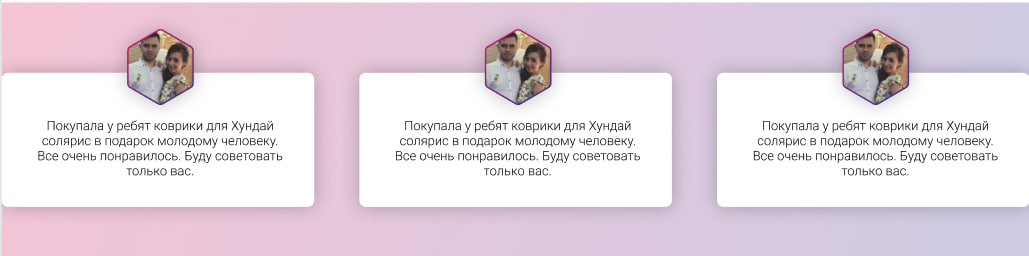 Покупала у ребят коврики для Хундай
солярис в подарок молодому человеку.
Все очень понравилось. Буду советовать
только вас.
Покупала у ребят коврики для Хундай
солярис в подарок молодому человеку.
Все очень понравилось. Буду советовать
только вас.
Покупала у ребят коврики для Хундай
солярис в подарок молодому человеку.
Все очень понравилось. Буду советовать
только вас.